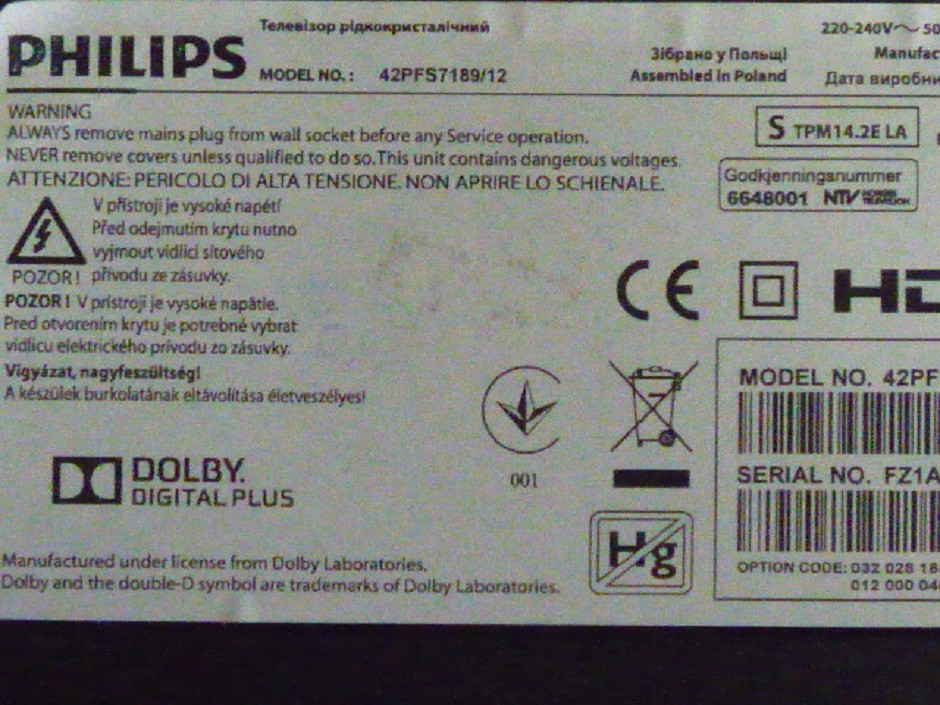 PHILIPS
Телевізор рідкокристалічний
MODEL NO.: 42PFS7189/12
220-240V~ 50
Зібрано у Польщі
Assembled in Poland
Manufac
Дата виробни
WARNING
ALWAYS remove mains plug from wall socket before any Service operation.
NEVER remove covers unless qualified to do so.This unit contains dangerous voltages.
ATTENZIONE: PERICOLO DI ALTA TENSIONE. NON APRIRE LO SCHIENALE.
S TPM14.2E LA
Godkjenningsnummer
6648001 NTV
V přístroji je vysoké napětí
Před odejmutím krytu nutno
vyjmout vidlici síťového
POZOR! přívodu ze zásuvky.
POZOR! V prístroji je vysoké napätie.
Pred otvorením krytu je potrebné vybrat
vidlicu elektrického prívodu zo zásuvky.
Vigyázat, nagyfeszültség!
A készülek burkolatának eltávolítása életveszélyes!
CE
HD
001
DOLBY.
DIGITAL PLUS
Hg
MODEL NO. 42PF
SERIAL NO. FZ1A
OPTION CODE: 032 028 18
012 000 04
Manufactured under license from Dolby Laboratories.
Dolby and the double-D symbol are trademarks of Dolby Laboratories.